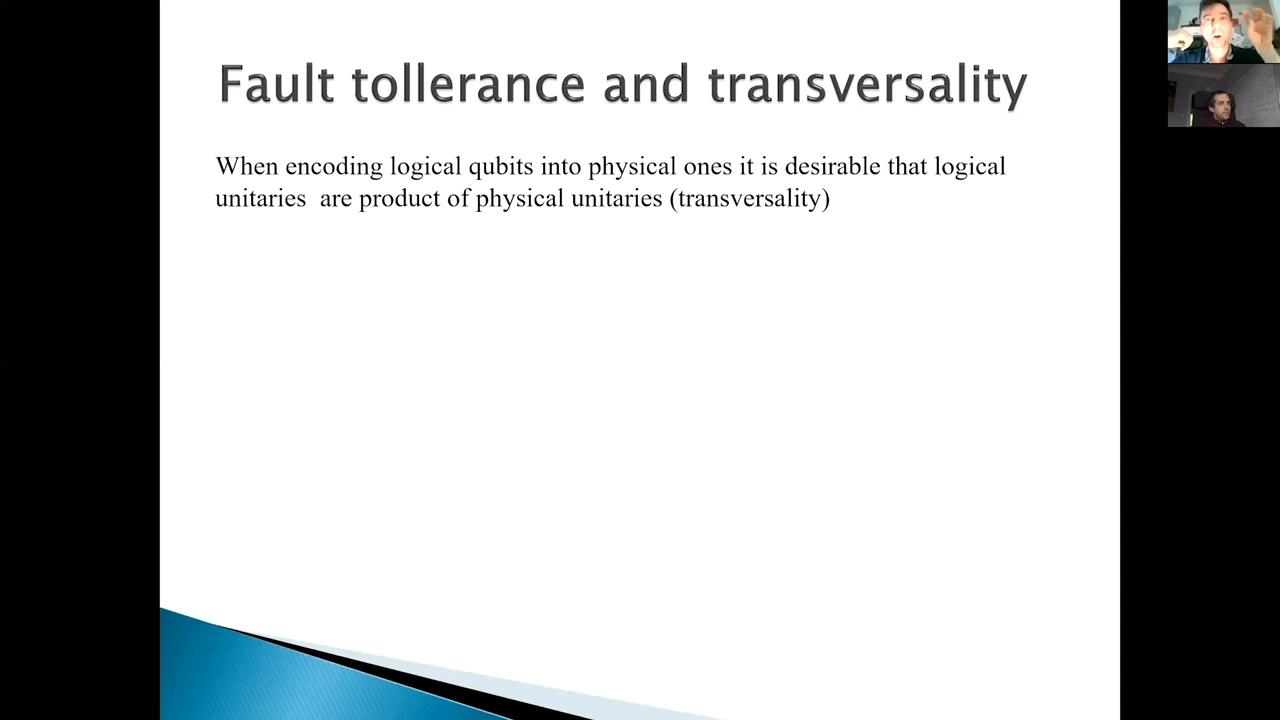 Fault tollerance and transversality
When encoding logical qubits into physical ones it is desirable that logical
unitaries  are product of physical unitaries (transversality)